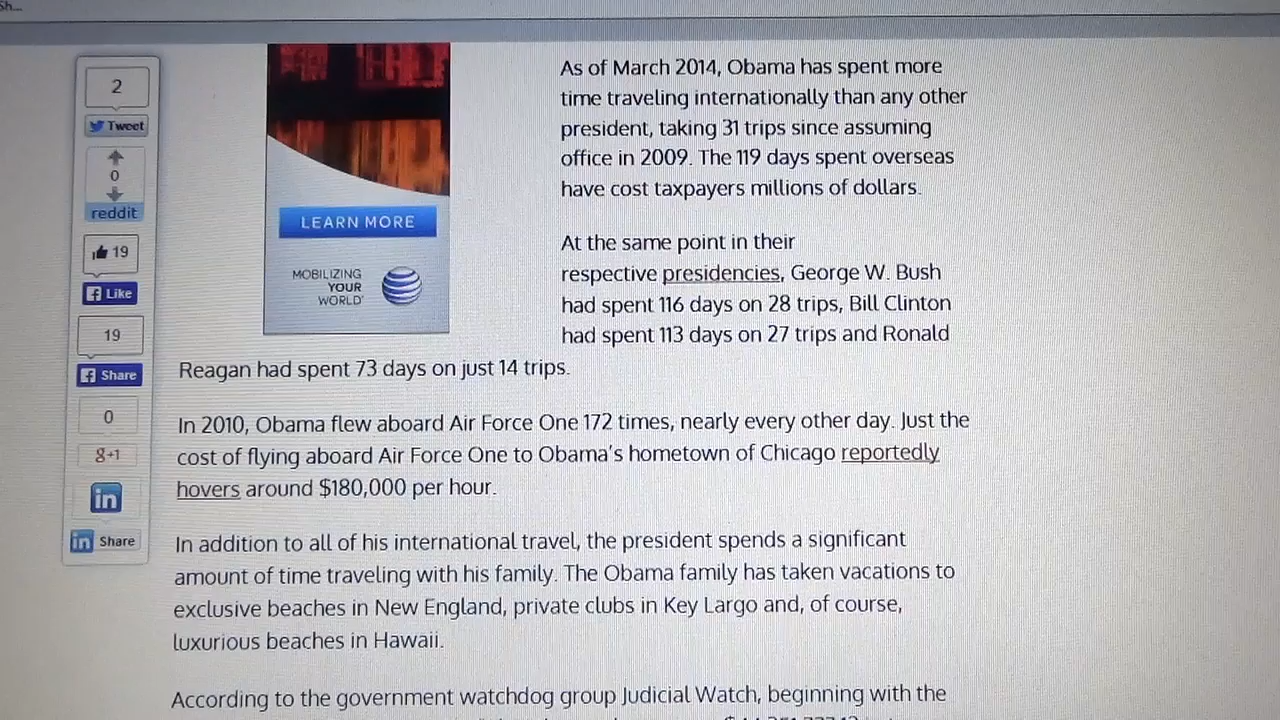 Sh...
2
Tweet
0
reddit
19
Like
19
Share
0
g+1
in
in Share
LEARN MORE
MOBILIZING
YOUR
WORLD
As of March 2014, Obama has spent more
time traveling internationally than any other
president, taking 31 trips since assuming
office in 2009. The 119 days spent overseas
have cost taxpayers millions of dollars.
At the same point in their
respective presidencies, George W. Bush
had spent 116 days on 28 trips, Bill Clinton
had spent 113 days on 27 trips and Ronald
Reagan had spent 73 days on just 14 trips.
In 2010, Obama flew aboard Air Force One 172 times, nearly every other day. Just the
cost of flying aboard Air Force One to Obama's hometown of Chicago reportedly
hovers around $180,000 per hour.
In addition to all of his international travel, the president spends a significant
amount of time traveling with his family. The Obama family has taken vacations to
exclusive beaches in New England, private clubs in Key Largo and, of course,
luxurious beaches in Hawaii.
According to the government watchdog group Judicial Watch, beginning with the